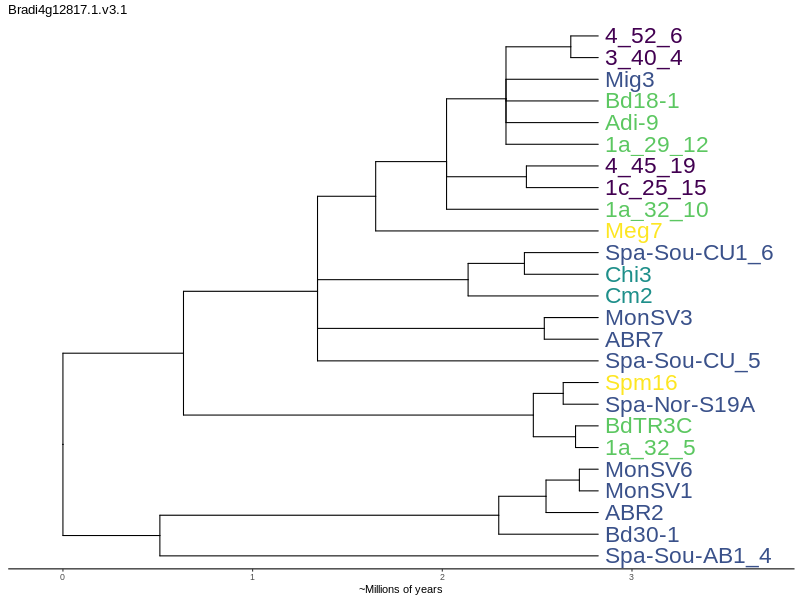 Bradi4g12817.1.v3.1
4_52_6
3_40_4
Mig3
Bd18-1
Adi-9
1a_29_12
4_45_19
1c_25_15
1a_32_10
Meg7
Spa-Sou-CU1_6
Chi3
Cm2
MonSV3
ABR7
Spa-Sou-CU_5
Spm16
Spa-Nor-S19A
BdTR3C
1a_32_5
MonSV6
MonSV1
ABR2
Bd30-1
Spa-Sou-AB1_4
0 1 2 3
~Millions of years